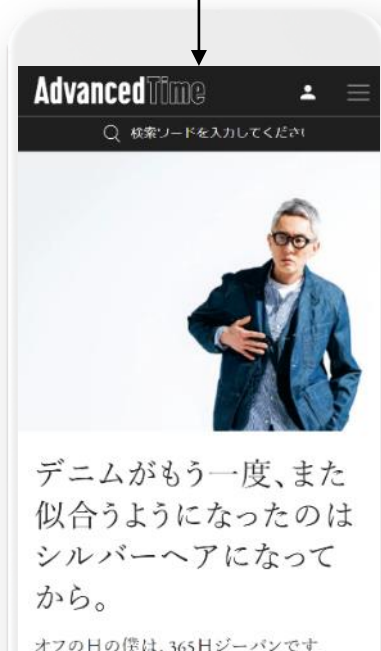 AdvancedTime
検索ワードを入力してくださ
デニムがもう一度、また
似合うようになったのは
シルバーヘアになって
から。
オフの日の僕は、365日ジーパンです。